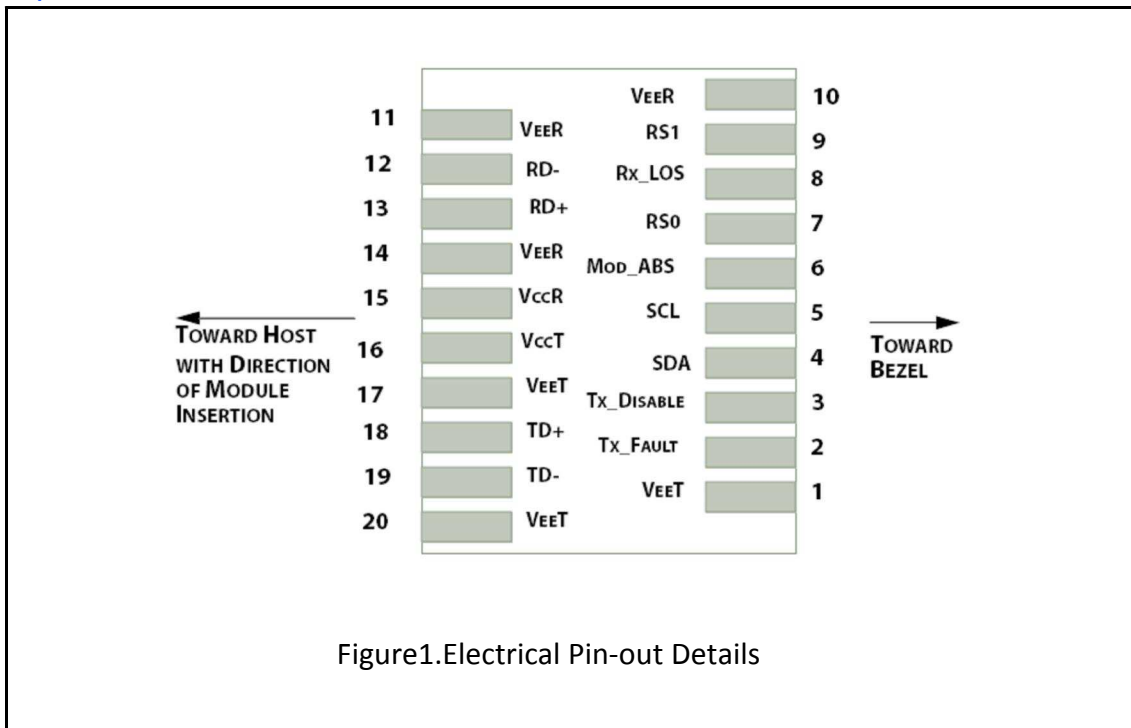 VEER 10
11 VEER
RS1 9
12 RD-
Rx_LOS 8
13 RD+
RS0 7
14 VEER
MOD_ABS 6
15 VCCR
SCL 5
TOWARD HOST
WITH DIRECTION
OF MODULE
INSERTION
16 VCCT
SDA 4
TOWARD
BEZEL
17 VEET
TX_DISABLE 3
18 TD+
TX_FAULT 2
19 TD-
VEET 1
20 VEET
Figure1.Electrical Pin-out Details